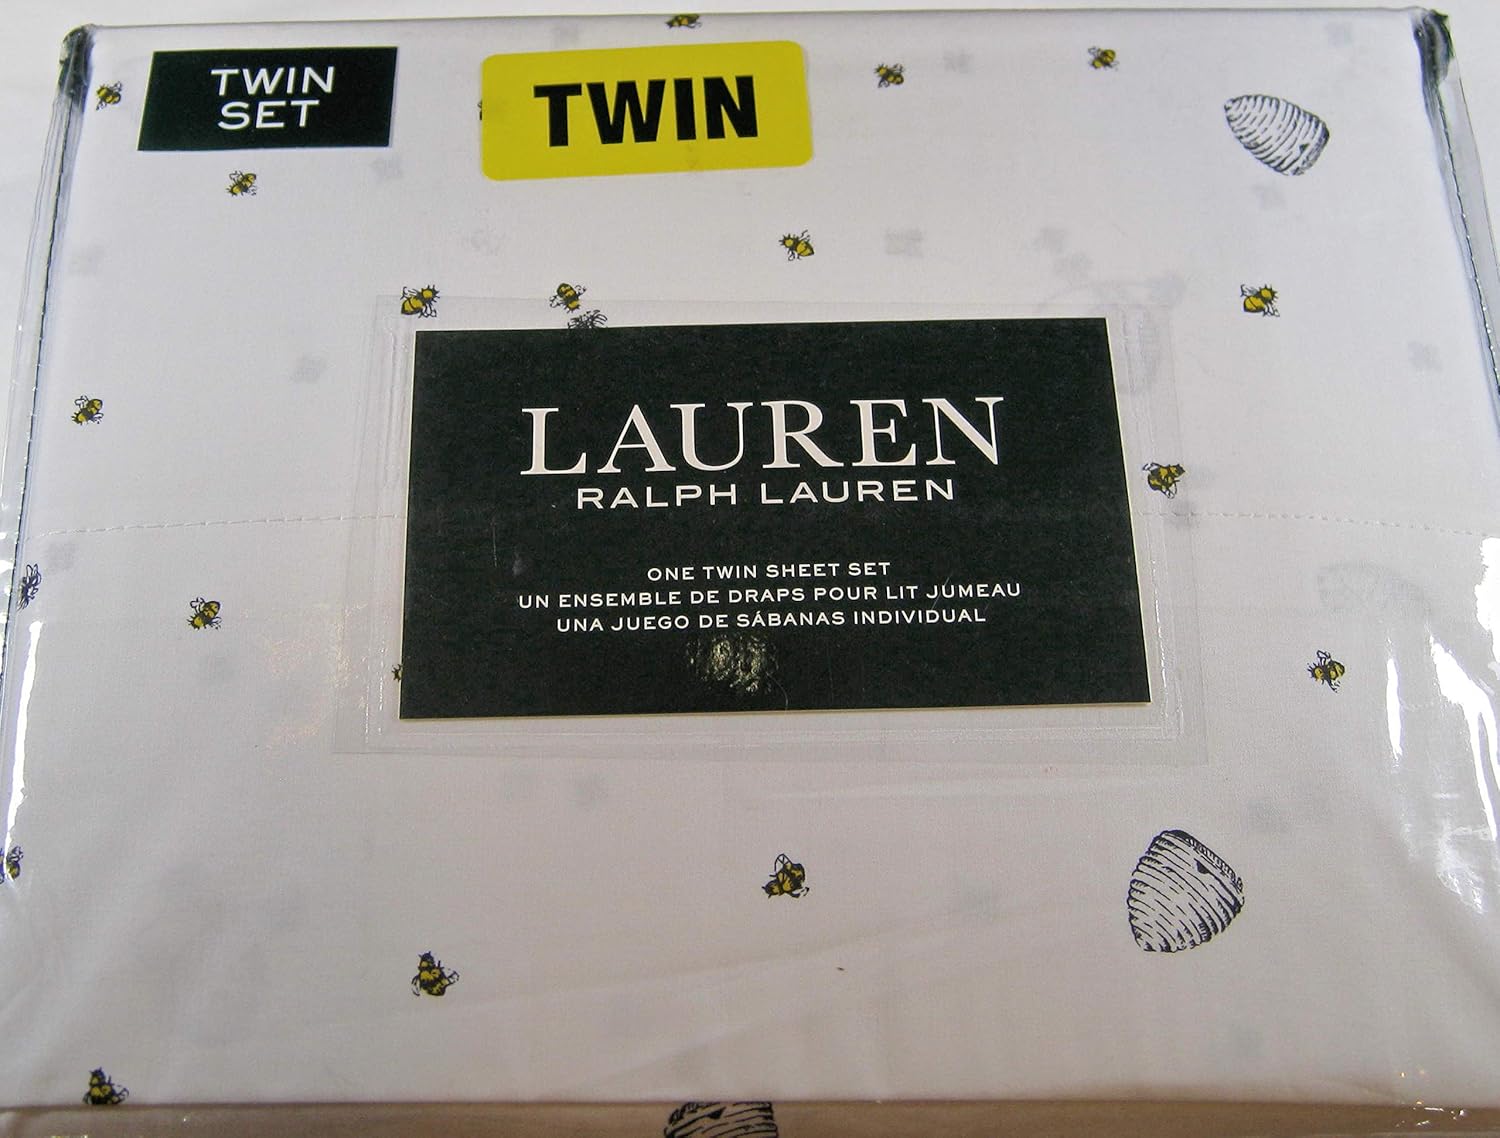 TWIN
SET
TWIN
LAUREN
RALPH LAUREN
ONE TWIN SHEET SET
UN ENSEMBLE DE DRAPS POUR LIT JUMEAU
UNA JUEGO DE SÁBANAS INDIVIDUAL